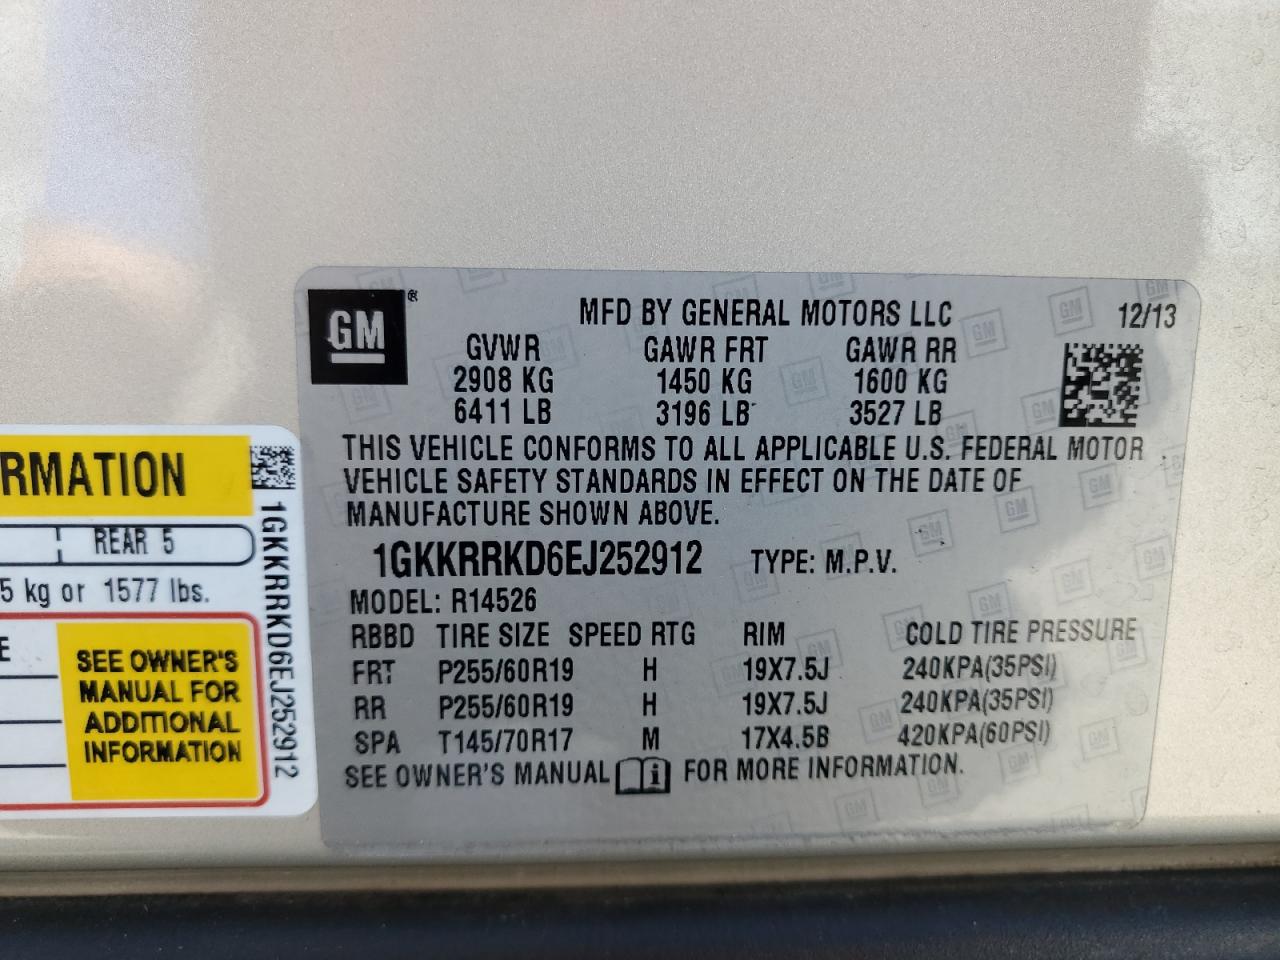 GM ®
MFD BY GENERAL MOTORS LLC 12/13
GVWR GAWR FRT GAWR RR
2908 KG 1450 KG 1600 KG
6411 LB 3196 LB 3527 LB
THIS VEHICLE CONFORMS TO ALL APPLICABLE U.S. FEDERAL MOTOR
VEHICLE SAFETY STANDARDS IN EFFECT ON THE DATE OF
MANUFACTURE SHOWN ABOVE.
1GKKRRKD6EJ252912 TYPE: M.P.V.
MODEL: R14526
RBBD TIRE SIZE SPEED RTG RIM COLD TIRE PRESSURE
FRT P255/60R19 H 19X7.5J 240KPA(35PSI)
RR P255/60R19 H 19X7.5J 240KPA(35PSI)
SPA T145/70R17 M 17X4.5B 420KPA(60PSI)
SEE OWNER'S MANUAL i FOR MORE INFORMATION.
RMATION
REAR 5
5 kg or 1577 lbs.
E
SEE OWNER'S
MANUAL FOR
ADDITIONAL
INFORMATION
1GKKRRKD6EJ252912